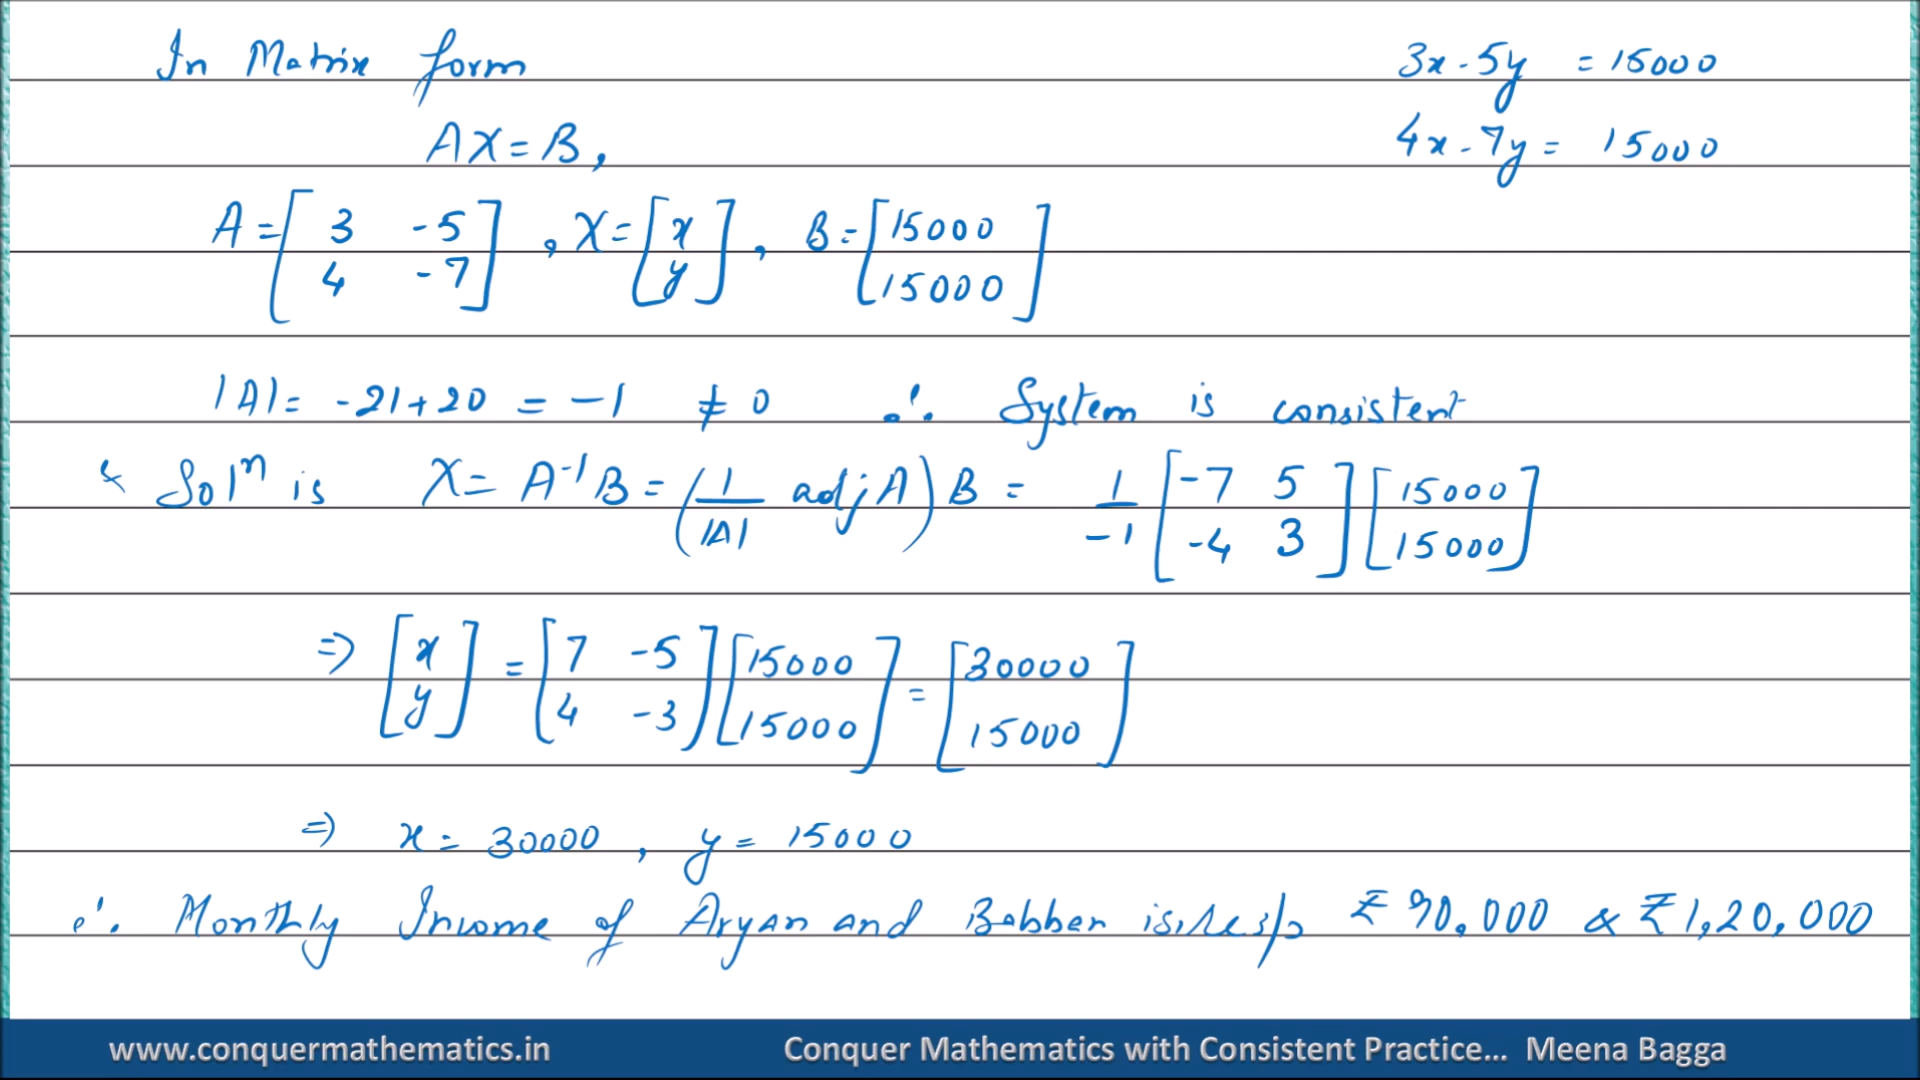 In Matrix form
3x - 5y = 15000
AX = B,
4x - 7y = 15000
A = [3 -5
4 -7], X = [x
y], B = [15000
15000]
|A| = -21+20 = -1 ≠ 0 ∴ System is consistent
& Solⁿ is X = A⁻¹B = (1/|A| adj A) B = 1/-1 [-7 5
-4 3] [15000
15000]
⇒ [x
y] = [7 -5
4 -3] [15000
15000] = [30000
15000]
⇒ x = 30000, y = 15000
∴ Monthly Income of Aryan and Babban is, resp ₹ 90,000 & ₹ 1,20,000
www.conquermathematics.in Conquer Mathematics with Consistent Practice... Meena Bagga